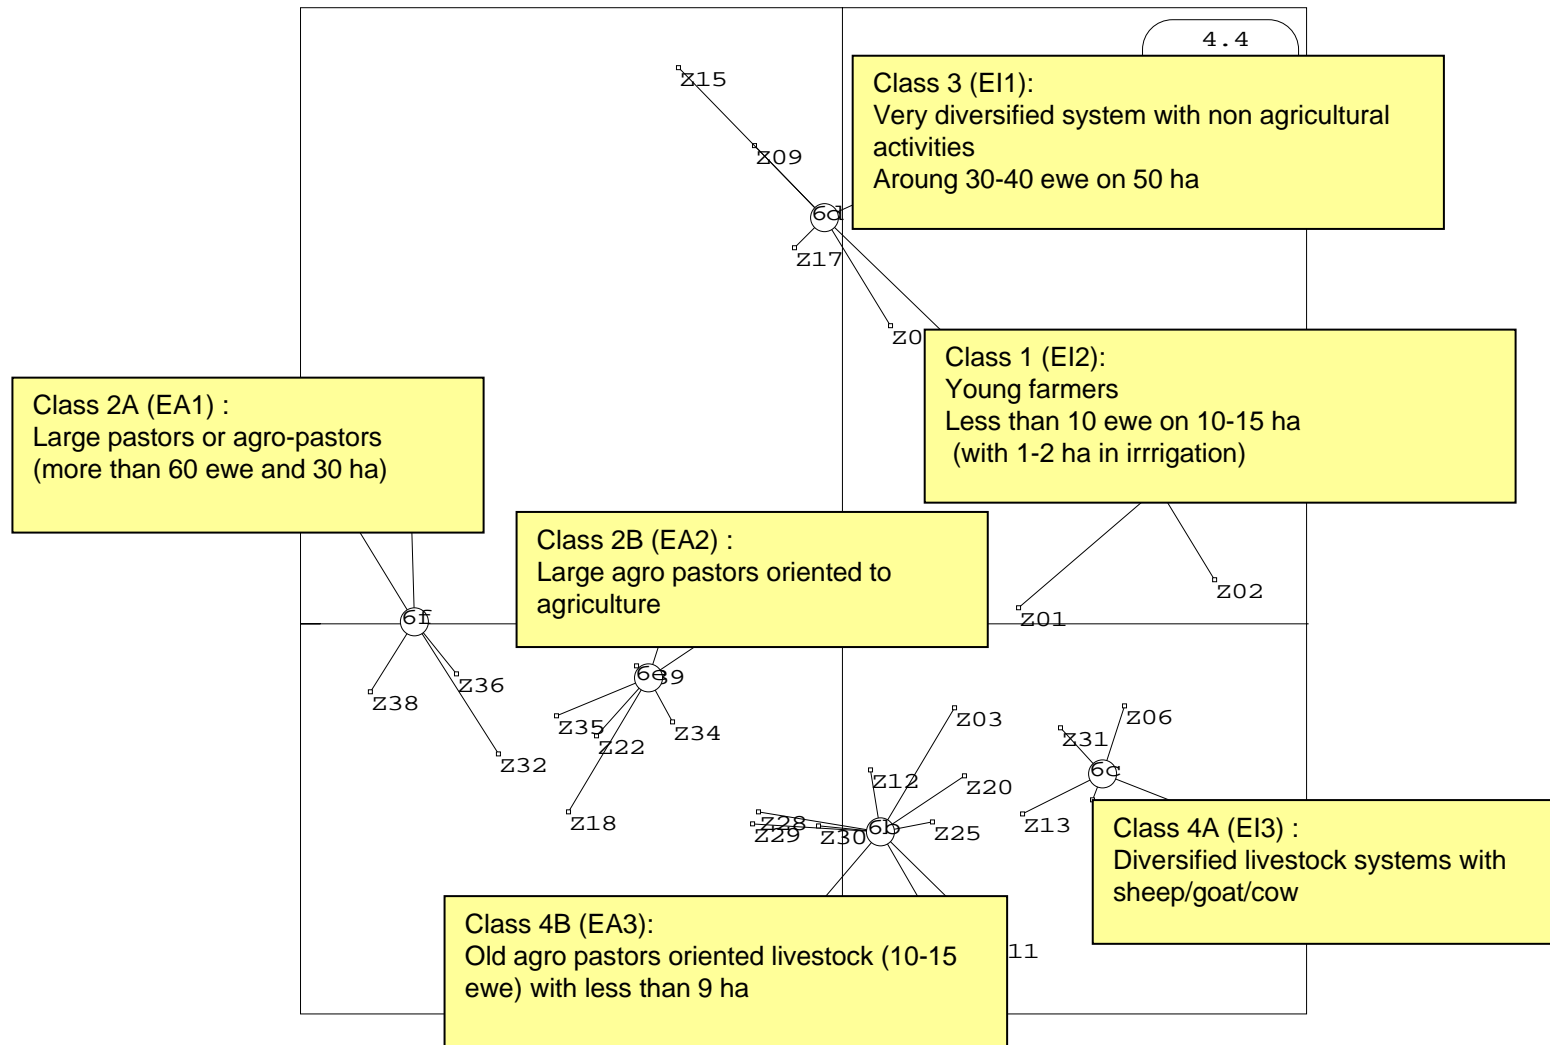 4.4
Z15
Class 3 (EI1):
Very diversified system with non agricultural
activities
Aroung 30-40 ewe on 50 ha
Z09
6d
Z17
Z0
Class 1 (EI2):
Young farmers
Less than 10 ewe on 10-15 ha
(with 1-2 ha in irrrigation)
Class 2A (EA1) :
Large pastors or agro-pastors
(more than 60 ewe and 30 ha)
Class 2B (EA2) :
Large agro pastors oriented to
agriculture
Z02
Z01
6f
Z36
Z38
Z32
6e
39
Z35
Z22
Z34
Z18
Z03
Z06
Z31
6c
Z12
Z20
Z13
Z28
Z29
Z30
6b
Z25
Class 4A (EI3) :
Diversified livestock systems with
sheep/goat/cow
Class 4B (EA3):
Old agro pastors oriented livestock (10-15
ewe) with less than 9 ha
11